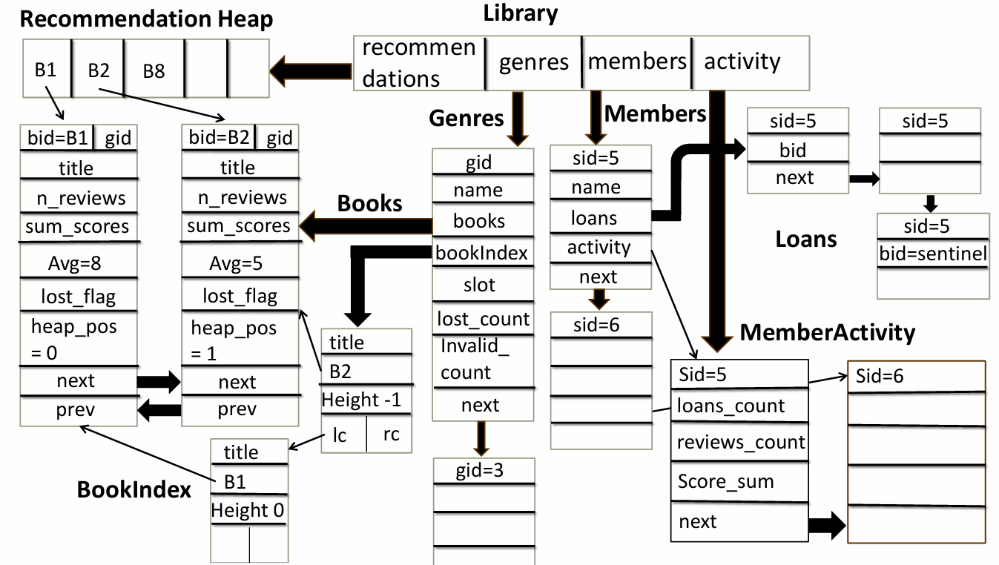 Recommendation Heap
Library
B1
B2
B8
recommen
dations
genres
members
activity
Genres
Members
Books
Loans
MemberActivity
BookIndex
bid=B1
gid
title
n_reviews
sum_scores
Avg=8
lost_flag
heap_pos
= 0
next
prev
bid=B2
gid
title
n_reviews
sum_scores
Avg=5
lost_flag
heap_pos
= 1
next
prev
title
B2
Height -1
lc
rc
title
B1
Height 0
gid
name
books
bookIndex
slot
lost_count
Invalid_
count
next
gid=3
sid=5
name
loans
activity
next
sid=6
sid=5
bid
next
sid=5
sid=5
bid=sentinel
Sid=5
loans_count
reviews_count
Score_sum
next
Sid=6